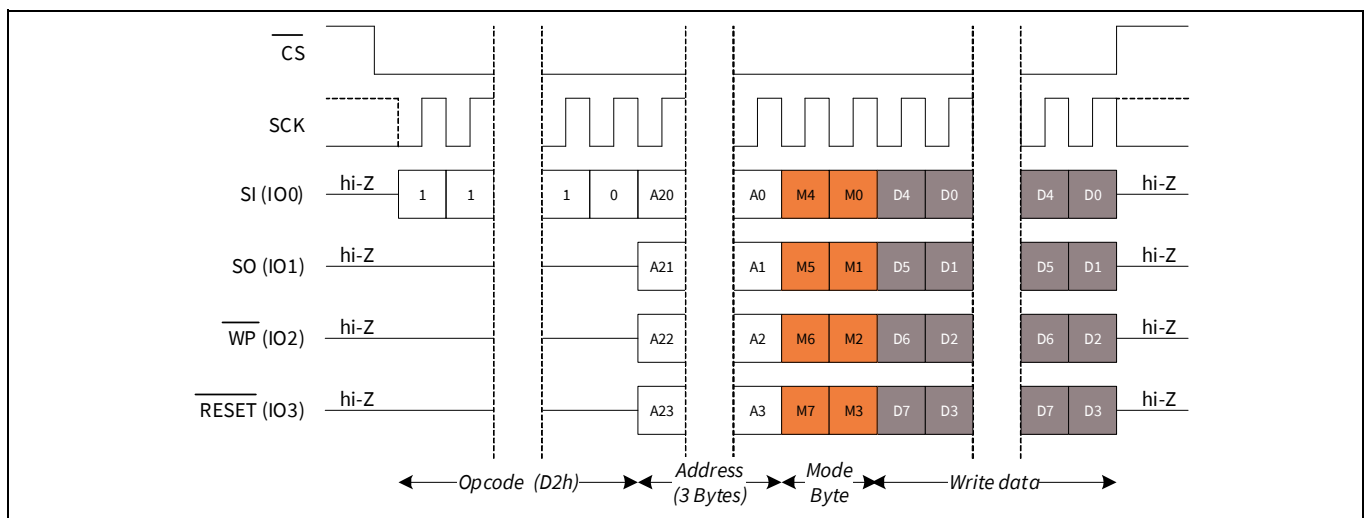 CS
SCK
SI (IO0) hi-Z 1 1 1 0 A20 A0 M4 M0 D4 D0 D4 D0 hi-Z
SO (IO1) hi-Z A21 A1 M5 M1 D5 D1 D5 D1 hi-Z
WP (IO2) hi-Z A22 A2 M6 M2 D6 D2 D6 D2 hi-Z
RESET (IO3) hi-Z A23 A3 M7 M3 D7 D3 D7 D3 hi-Z
Opcode (D2h) Address (3 Bytes) Mode Byte Write data